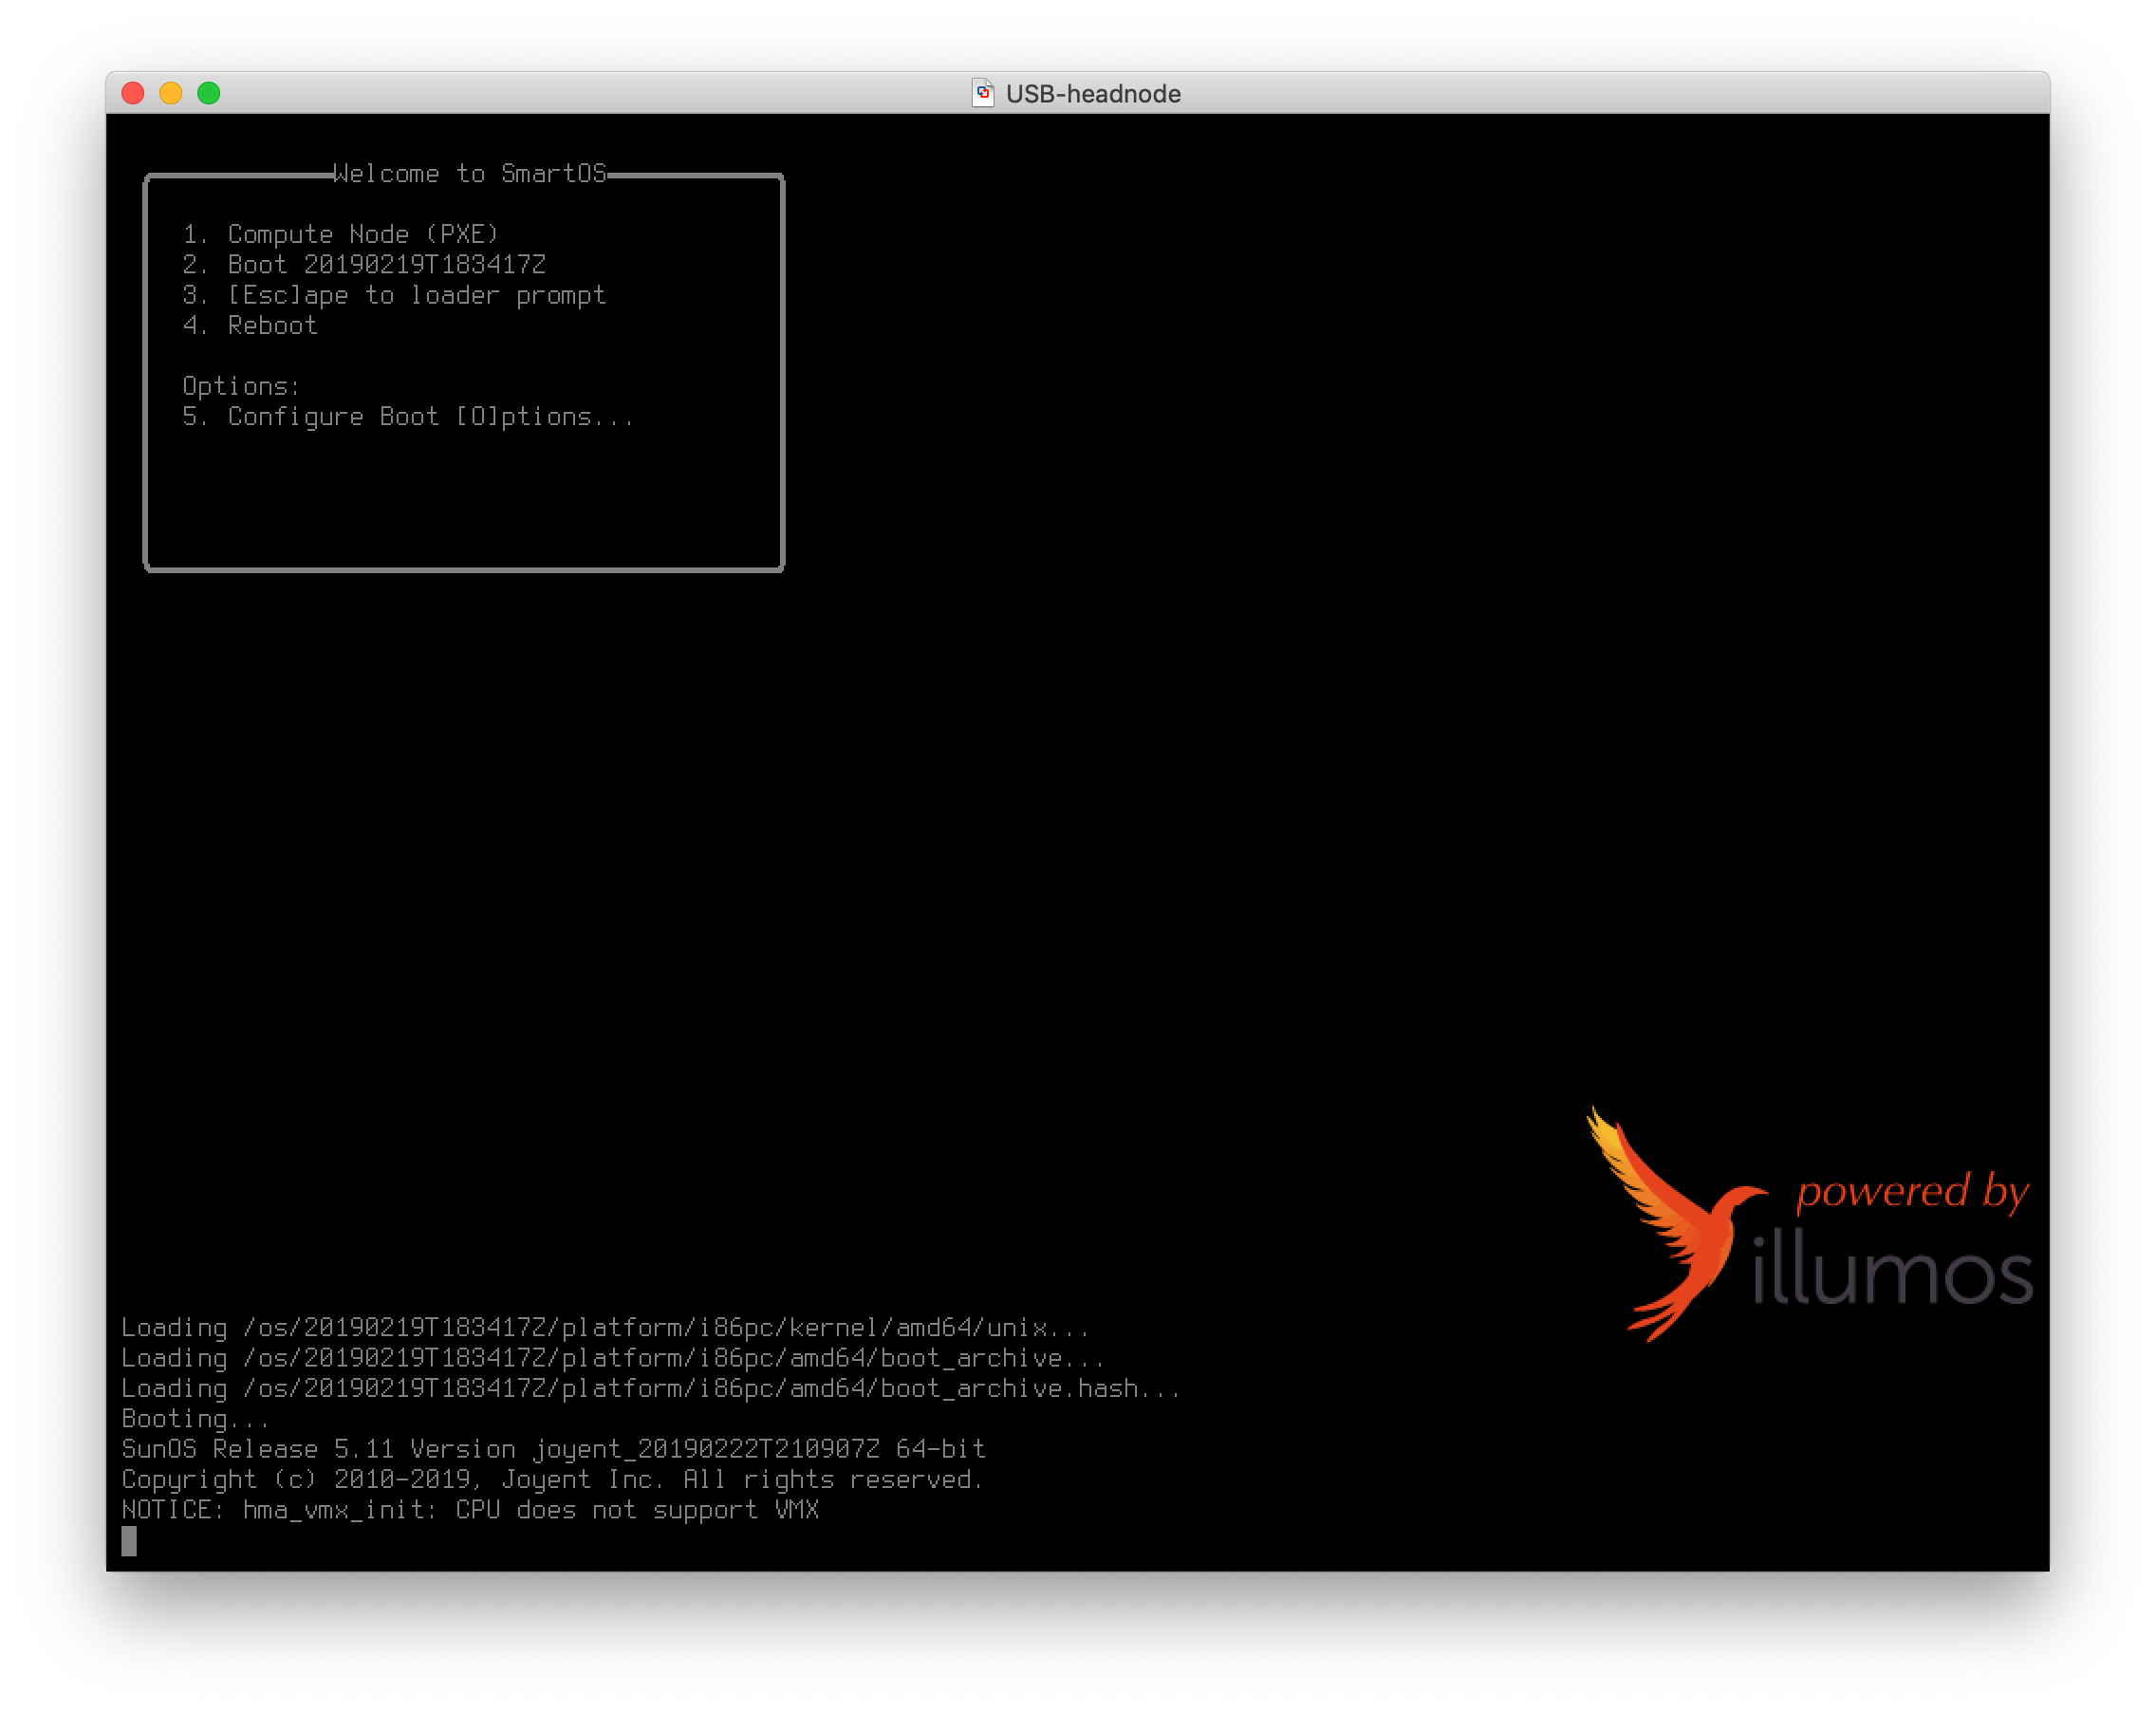 USB-headnode
Welcome to SmartOS
1. Compute Node (PXE)
2. Boot 20190219T183417Z
3. [Esc]ape to loader prompt
4. Reboot
Options:
5. Configure Boot [O]ptions...
powered by
illumos
Loading /os/20190219T183417Z/platform/i86pc/kernel/amd64/unix...
Loading /os/20190219T183417Z/platform/i86pc/amd64/boot_archive...
Loading /os/20190219T183417Z/platform/i86pc/amd64/boot_archive.hash...
Booting...
SunOS Release 5.11 Version joyent_20190222T210907Z 64-bit
Copyright (c) 2010-2019, Joyent Inc. All rights reserved.
NOTICE: hma_vmx_init: CPU does not support VMX